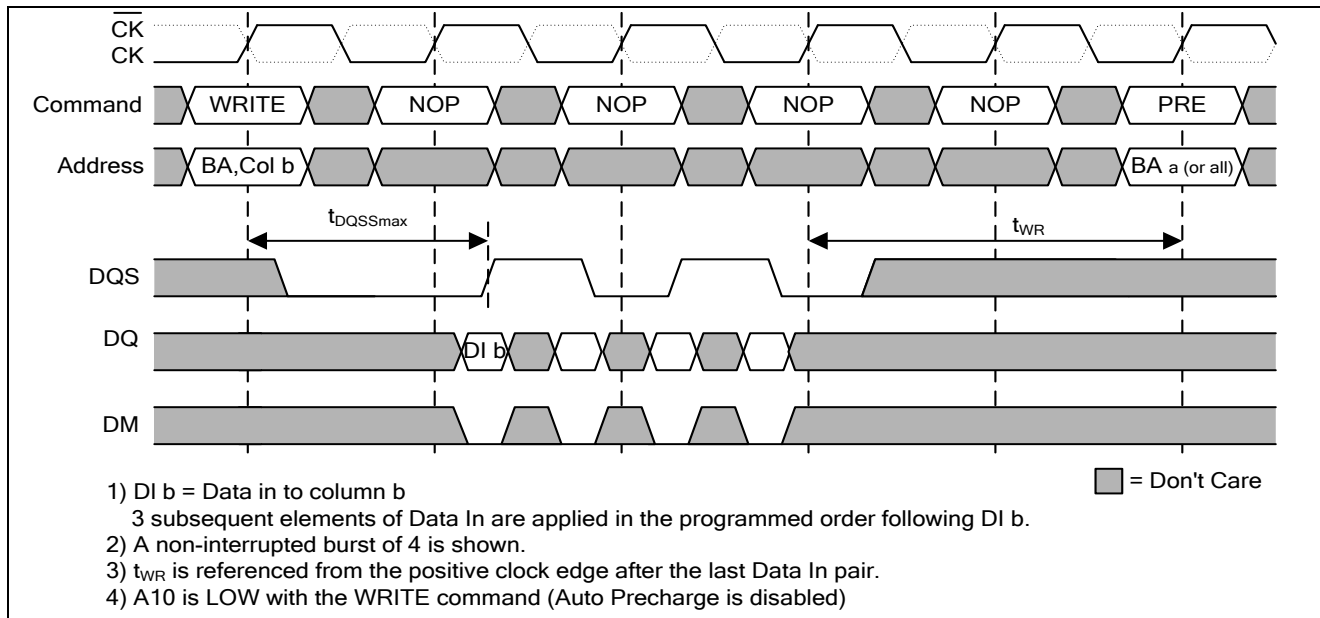 CK
CK
Command WRITE NOP NOP NOP NOP PRE
Address BA,Col b BA a (or all)
tDQSSmax tWR
DQS
DQ DI b
DM
= Don't Care
1) DI b = Data in to column b
3 subsequent elements of Data In are applied in the programmed order following DI b.
2) A non-interrupted burst of 4 is shown.
3) tWR is referenced from the positive clock edge after the last Data In pair.
4) A10 is LOW with the WRITE command (Auto Precharge is disabled)